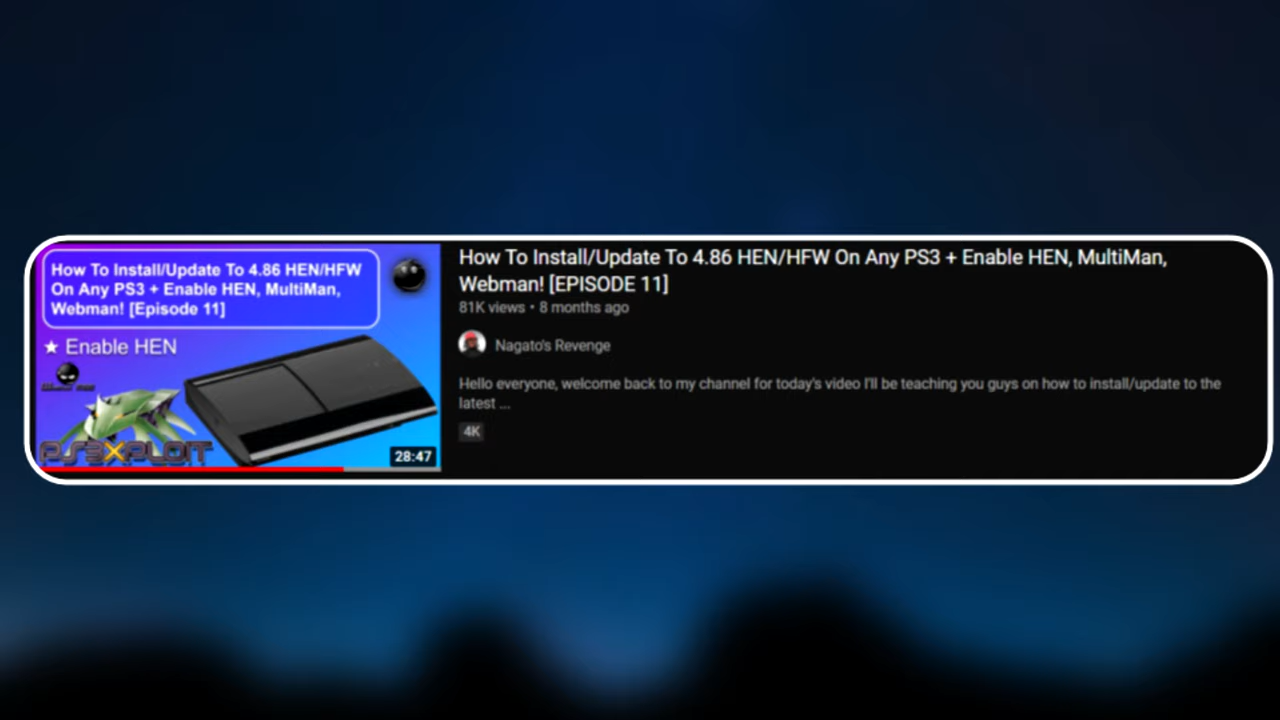 How To Install/Update To 4.86 HEN/HFW
On Any PS3 + Enable HEN, MultiMan,
Webman! [Episode 11]
★ Enable HEN
PS3XPLOIT
28:47
How To Install/Update To 4.86 HEN/HFW On Any PS3 + Enable HEN, MultiMan,
Webman! [EPISODE 11]
81K views • 8 months ago
Nagato's Revenge
Hello everyone, welcome back to my channel for today's video I'll be teaching you guys on how to install/update to the
latest ...
4K